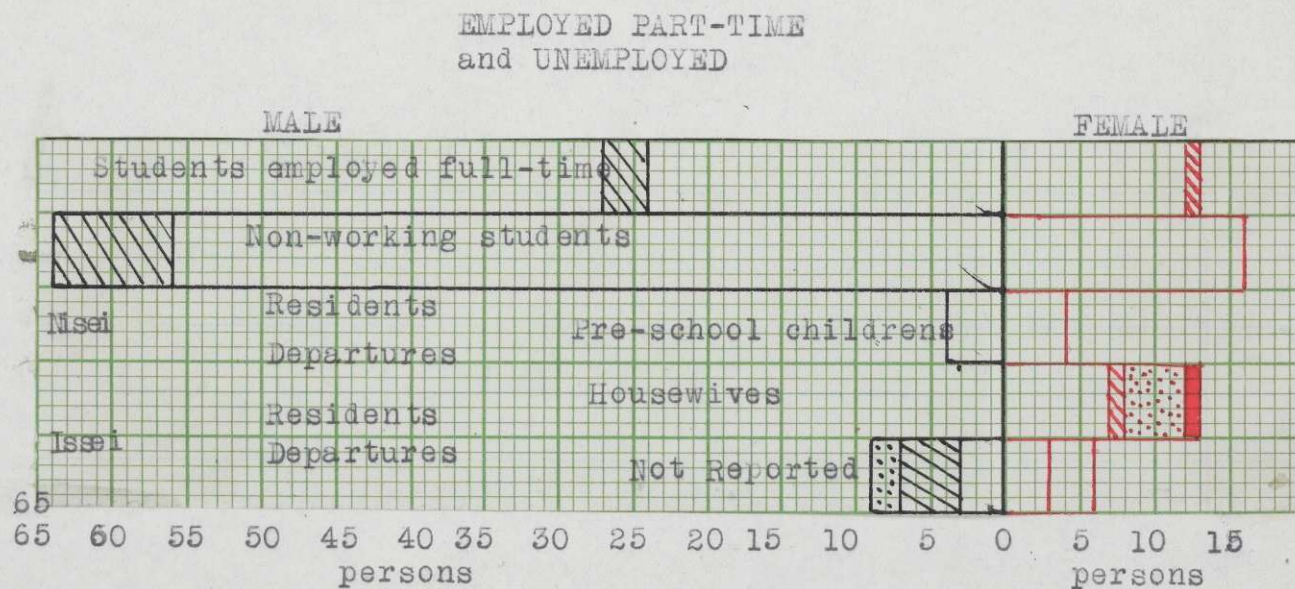 EMPLOYED PART-TIME
and UNEMPLOYED
MALE
FEMALE
Students employed full-time
Non-working students
Nisei
Residents
Pre-school childrens
Departures
Housewives
Residents
Issei
Departures
Not Reported
65
65 60 55 50 45 40 35 30 25 20 15 10 5 0 5 10 15
persons
persons